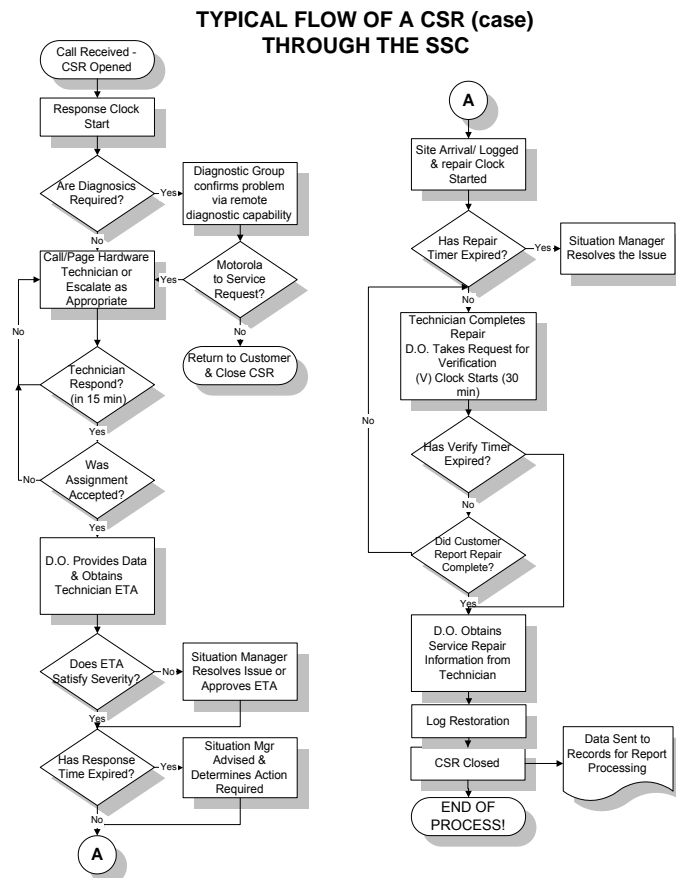 TYPICAL FLOW OF A CSR (case)
THROUGH THE SSC
Call Received -
CSR Opened
Response Clock
Start
Are Diagnosics
Required?
Yes
Diagnostic Group
confirms problem
via remote
diagnostic capability
No
Call/Page Hardware
Technician or
Escalate as
Appropriate
Yes
Motorola
to Service
Request?
No
Return to Customer
& Close CSR
No
Technician
Respond?
(in 15 min)
Yes
No
Was
Assignment
Accepted?
Yes
D.O. Provides Data
& Obtains
Technician ETA
Does ETA
Satisfy Severity?
No
Situation Manager
Resolves Issue or
Approves ETA
Yes
Has Response
Time Expired?
Yes
Situation Mgr
Advised &
Determines Action
Required
No
A
A
Site Arrival/ Logged
& repair Clock
Started
Has Repair
Timer Expired?
Yes
Situation Manager
Resolves the Issue
No
Technician Completes
Repair
D.O. Takes Request for
Verification
(V) Clock Starts (30
min)
No
Has Verify Timer
Expired?
No
Did Customer
Report Repair
Complete?
Yes
D.O. Obtains
Service Repair
Information from
Technician
Log Restoration
CSR Closed
Data Sent to
Records for Report
Processing
END OF
PROCESS!